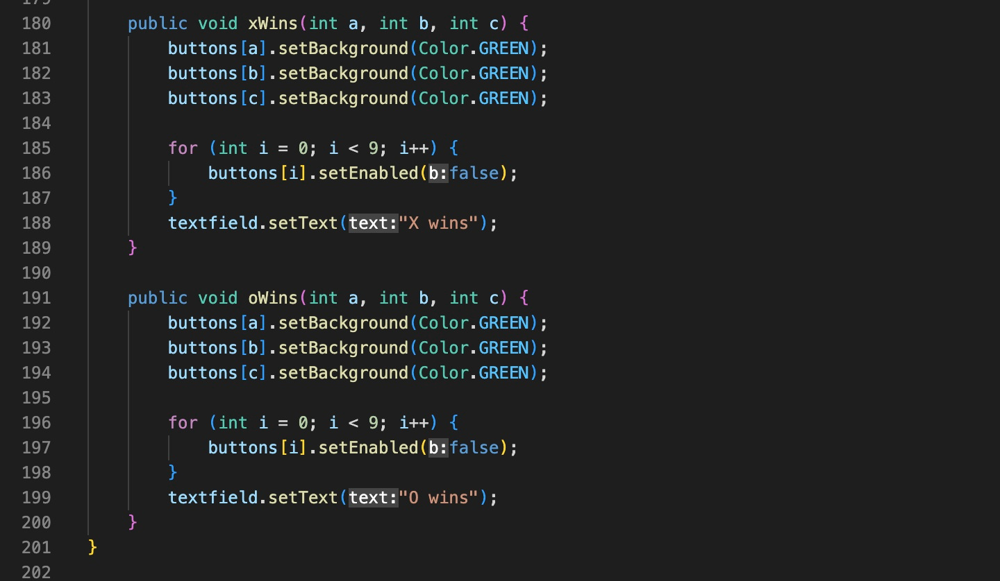 179
180 public void xWins(int a, int b, int c) {
181 buttons[a].setBackground(Color.GREEN);
182 buttons[b].setBackground(Color.GREEN);
183 buttons[c].setBackground(Color.GREEN);
184
185 for (int i = 0; i < 9; i++) {
186 buttons[i].setEnabled(b:false);
187 }
188 textfield.setText(text:"X wins");
189 }
190
191 public void oWins(int a, int b, int c) {
192 buttons[a].setBackground(Color.GREEN);
193 buttons[b].setBackground(Color.GREEN);
194 buttons[c].setBackground(Color.GREEN);
195
196 for (int i = 0; i < 9; i++) {
197 buttons[i].setEnabled(b:false);
198 }
199 textfield.setText(text:"O wins");
200 }
201 }
202